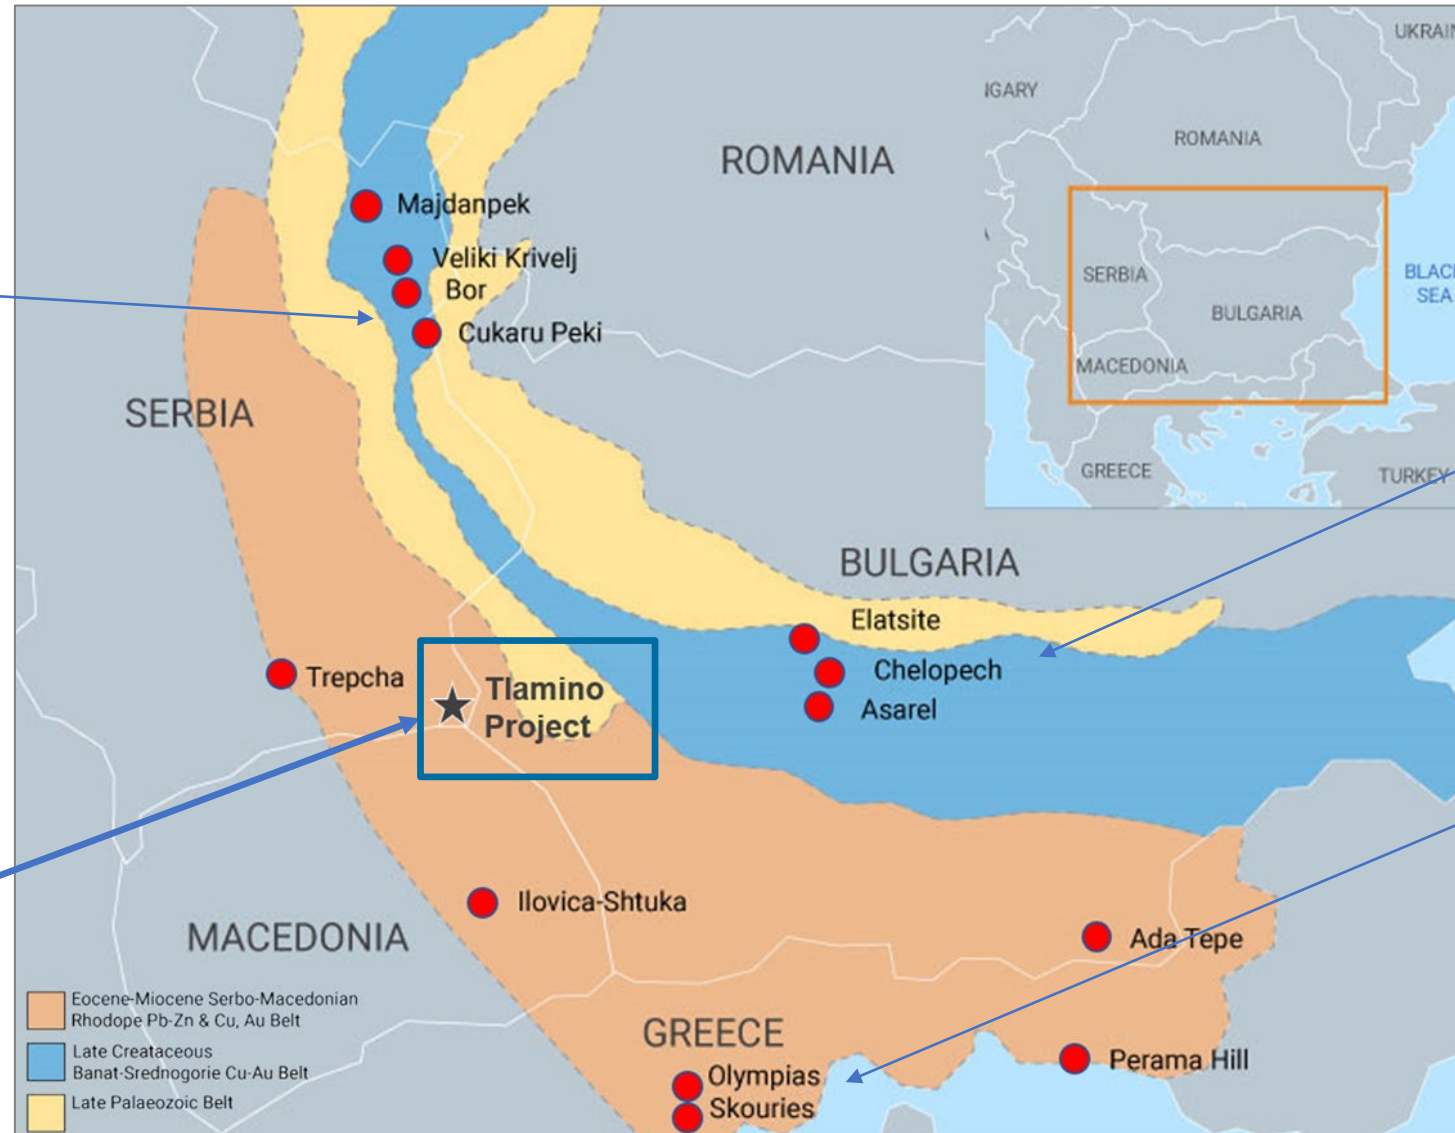 ROMANIA
Majdanpek
Veliki Krivelj
Bor
Cukaru Peki
SERBIA
BULGARIA
Elatsite
Chelopech
Asarel
Trepcha
Tlamino
Project
Ilovica-Shtuka
MACEDONIA
Ada Tepe
GREECE
Perama Hill
Olympias
Skouries
Eocene-Miocene Serbo-Macedonian
Rhodope Pb-Zn & Cu, Au Belt
Late Creataceous
Banat-Srednogorie Cu-Au Belt
Late Palaeozoic Belt
UKRAIN
IGARY
ROMANIA
SERBIA
BULGARIA
BLACK
SEA
MACEDONIA
GREECE
TURKEY